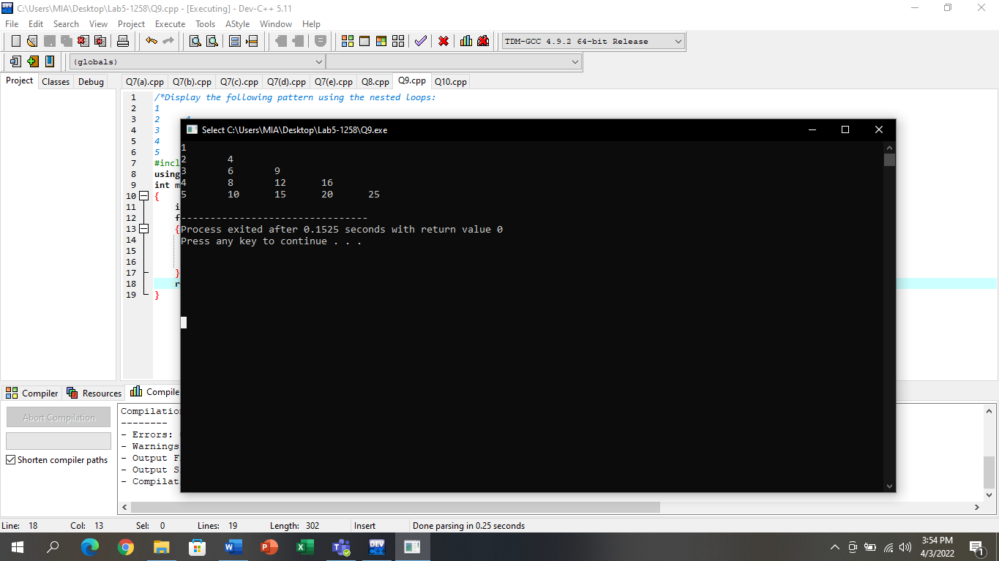 C:\Users\MIA\Desktop\Lab5-1258\Q9.cpp - [Executing] - Dev-C++ 5.11
File Edit Search View Project Execute Tools AStyle Window Help
TDM-GCC 4.9.2 64-bit Release
(globals)
Project Classes Debug
Q7(a).cpp Q7(b).cpp Q7(c).cpp Q7(d).cpp Q7(e).cpp Q8.cpp Q9.cpp Q10.cpp
1 /*Display the following pattern using the nested loops:
2 1
3 2
4 3
5 4
6 5
7 #incl
8 using
9 int m
10 {
11 i
12 f
13 {
14
15
16
17 }
18 r
19 }
Select C:\Users\MIA\Desktop\Lab5-1258\Q9.exe
1
2 4
3 6 9
4 8 12 16
5 10 15 20 25
--------------------------------
Process exited after 0.1525 seconds with return value 0
Press any key to continue . . .
Compiler Resources Compile
Abort Compilation
Shorten compiler paths
Compilatio
--------
- Errors:
- Warnings
- Output F
- Output S
- Compilat
Line: 18 Col: 13 Sel: 0 Lines: 19 Length: 302 Insert Done parsing in 0.25 seconds
DEV
3:54 PM
4/3/2022
1